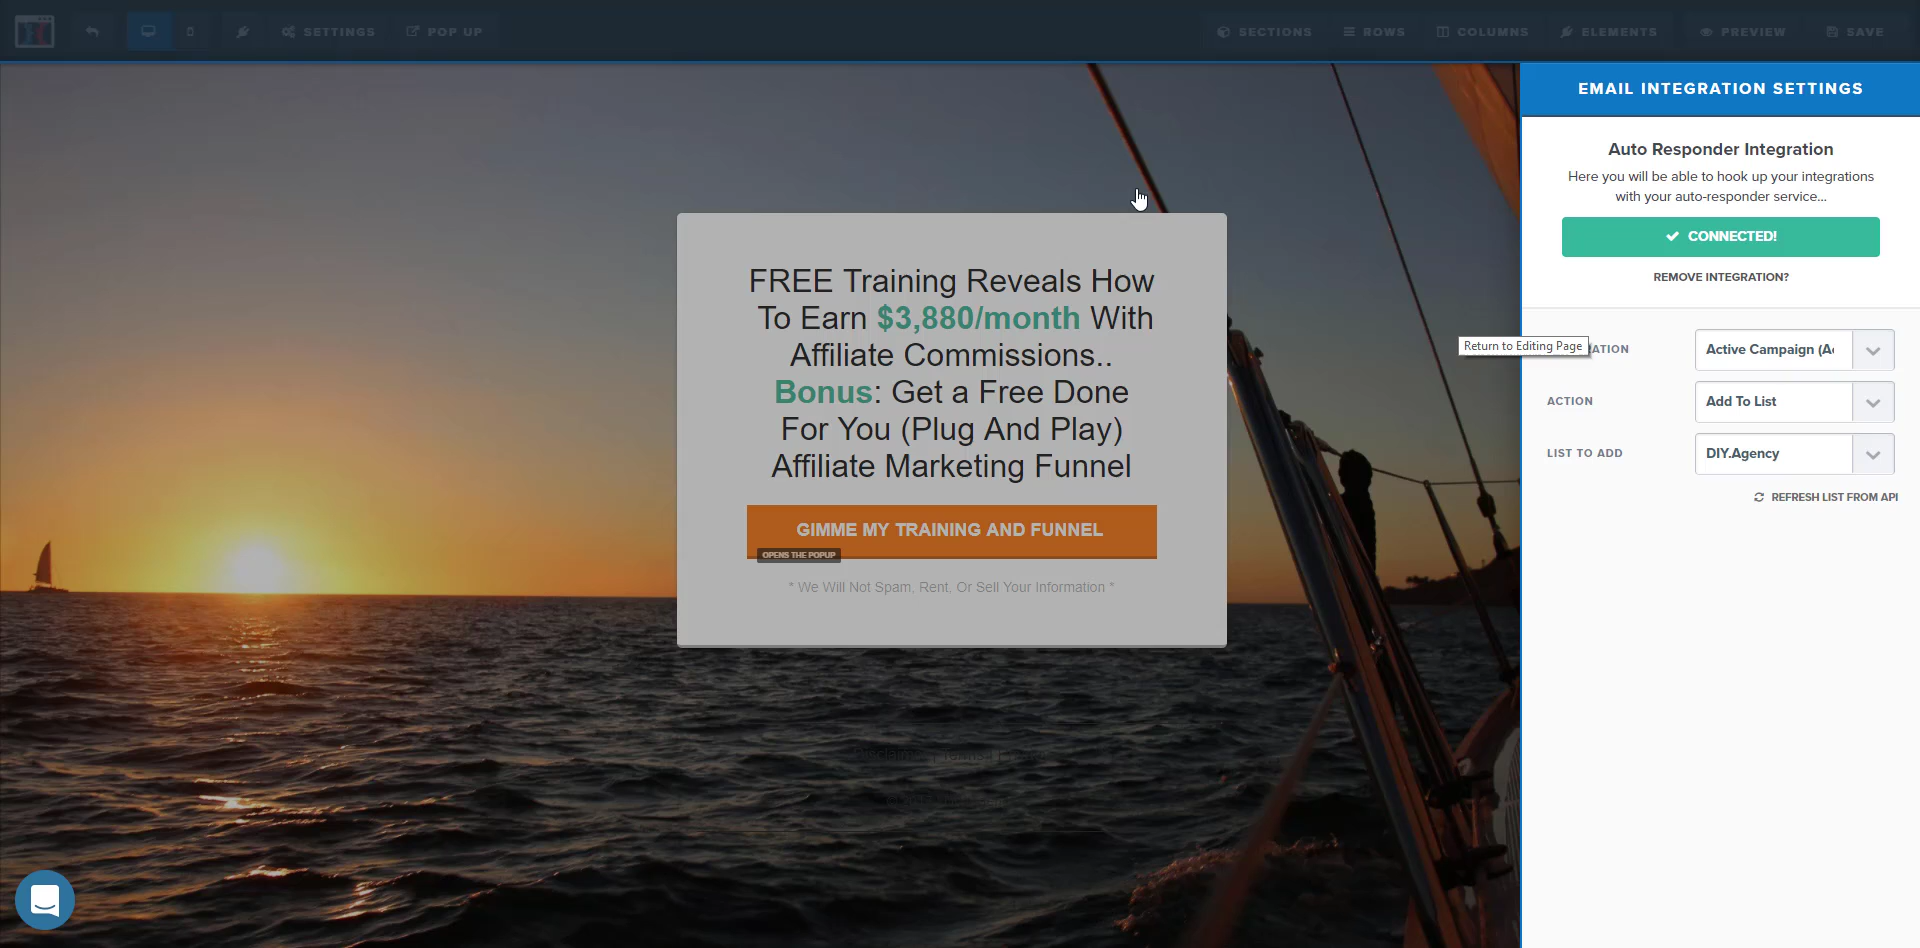 SETTINGS
POP UP
SECTIONS
ROWS
COLUMNS
ELEMENTS
PREVIEW
SAVE
EMAIL INTEGRATION SETTINGS
Auto Responder Integration
Here you will be able to hook up your integrations
with your auto-responder service...
CONNECTED!
REMOVE INTEGRATION?
FREE Training Reveals How
To Earn $3,880/month With
Affiliate Commissions..
Bonus: Get a Free Done
For You (Plug And Play)
Affiliate Marketing Funnel
GIMME MY TRAINING AND FUNNEL
OPENS THE POPUP
* We Will Not Spam, Rent, Or Sell Your Information *
Return to Editing Page
Active Campaign (A
ACTION
Add To List
LIST TO ADD
DIY.Agency
REFRESH LIST FROM API